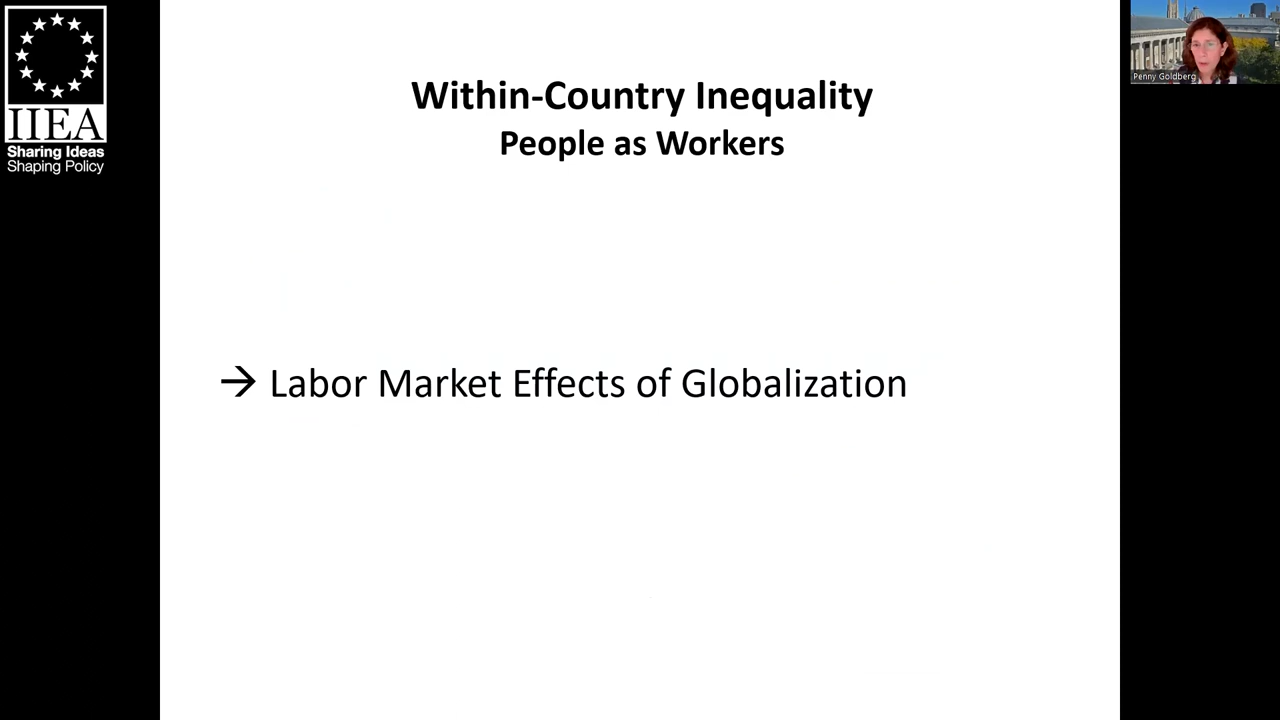 IIEA
Sharing Ideas
Shaping Policy
Within-Country Inequality
People as Workers
→ Labor Market Effects of Globalization
Penny Goldberg